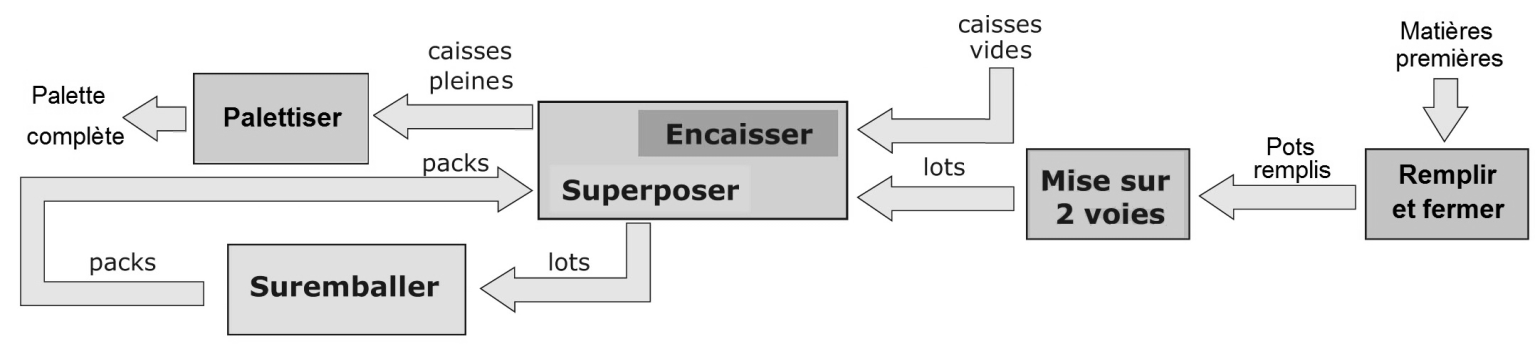 caisses
vides
Matières
premières
caisses
pleines
Palette
complète
Palettiser
Encaisser
Superposer
packs
lots
Mise sur
2 voies
Pots
remplis
Remplir
et fermer
packs
Suremballer
lots